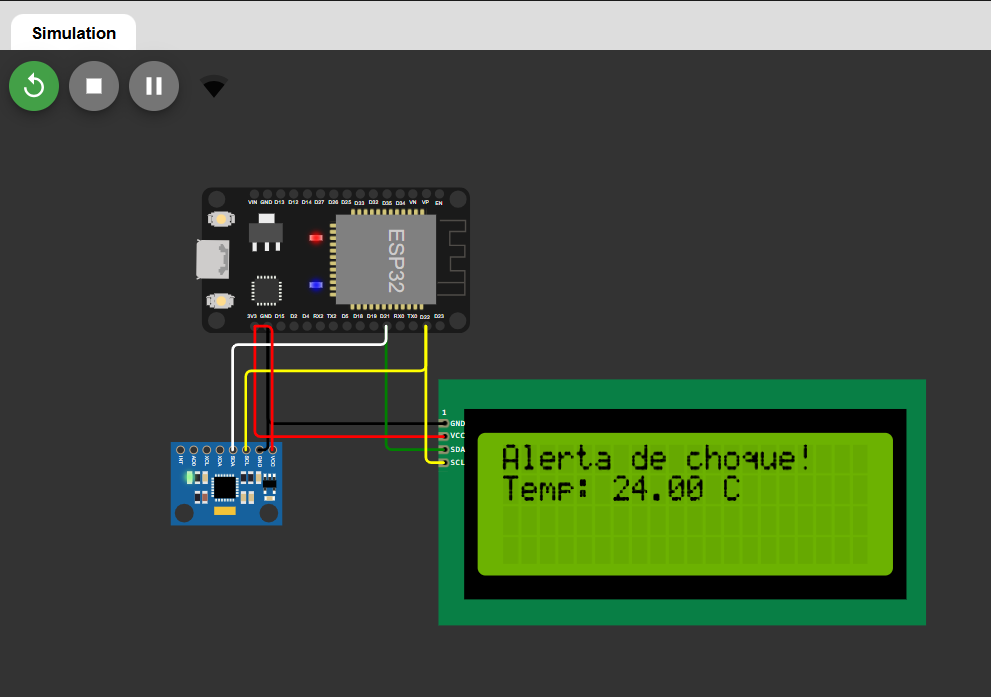 Simulation
VIN GND D13 D12 D14 D27 D26 D25 D33 D32 D35 D34 VN VP EN
ESP32
3V3 GND D15 D2 D4 RX2 TX2 D5 D18 D19 D21 RX0 TX0 D22 D23
1
GND
VCC
SDA
SCL
Alerta de choque!
Temp: 24.00 C
INT AD0 XCL XDA SDA SCL GND VCC